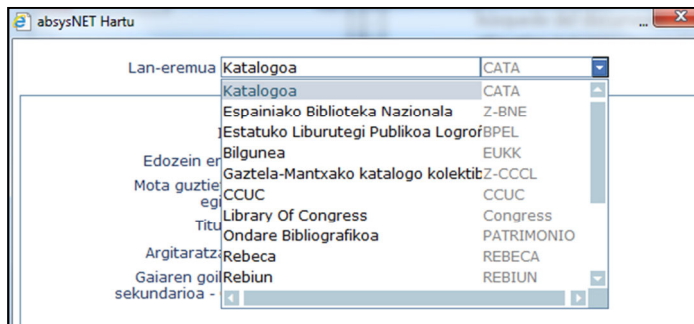 absysNET Hartu
...
Lan-eremua Katalogoa CATA
Katalogoa CATA
Espainiako Biblioteka Nazionala Z-BNE
Estatuko Liburutegi Publikoa Logroñ BPEL
Bilgunea EUKK
Edozein er
Gaztela-Mantxako katalogo kolektib Z-CCCL
Mota guztie
CCUC CCUC
egi
Library Of Congress Congress
Titu
Ondare Bibliografikoa PATRIMONIO
Argitaratza
Rebeca REBECA
Gaiaren goil
Rebiun REBIUN
sekundarioa -